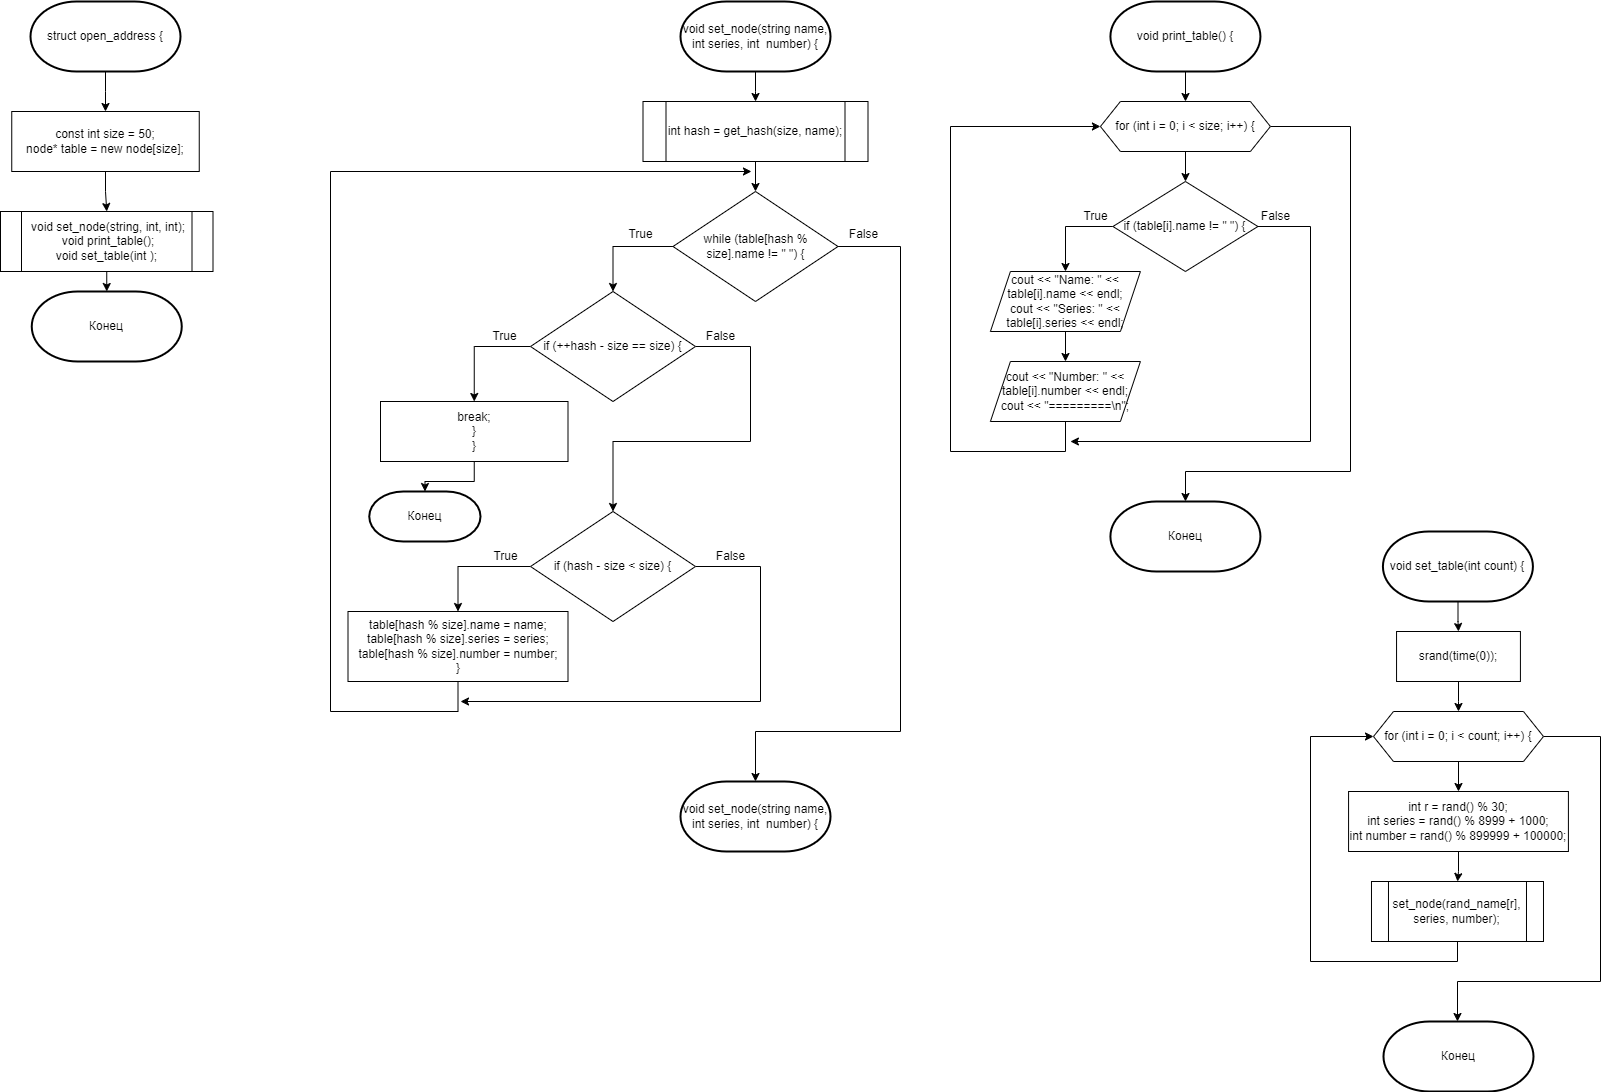 struct open_address {
const int size = 50;
node* table = new node[size];
void set_node(string, int, int);
void print_table();
void set_table(int );
Конец
void set_node(string name,
int series, int  number) {
int hash = get_hash(size, name);
while (table[hash %
size].name != " ") {
True
False
if (++hash - size == size) {
True
False
break;
}
}
Конец
if (hash - size < size) {
True
False
table[hash % size].name = name;
table[hash % size].series = series;
table[hash % size].number = number;
}
void set_node(string name,
int series, int  number) {
void print_table() {
for (int i = 0; i < size; i++) {
if (table[i].name != " ") {
True
False
cout << "Name: " <<
table[i].name << endl;
cout << "Series: " <<
table[i].series << endl;
cout << "Number: " <<
table[i].number << endl;
cout << "=========\n";
Конец
void set_table(int count) {
srand(time(0));
for (int i = 0; i < count; i++) {
int r = rand() % 30;
int series = rand() % 8999 + 1000;
int number = rand() % 899999 + 100000;
set_node(rand_name[r],
series, number);
Конец